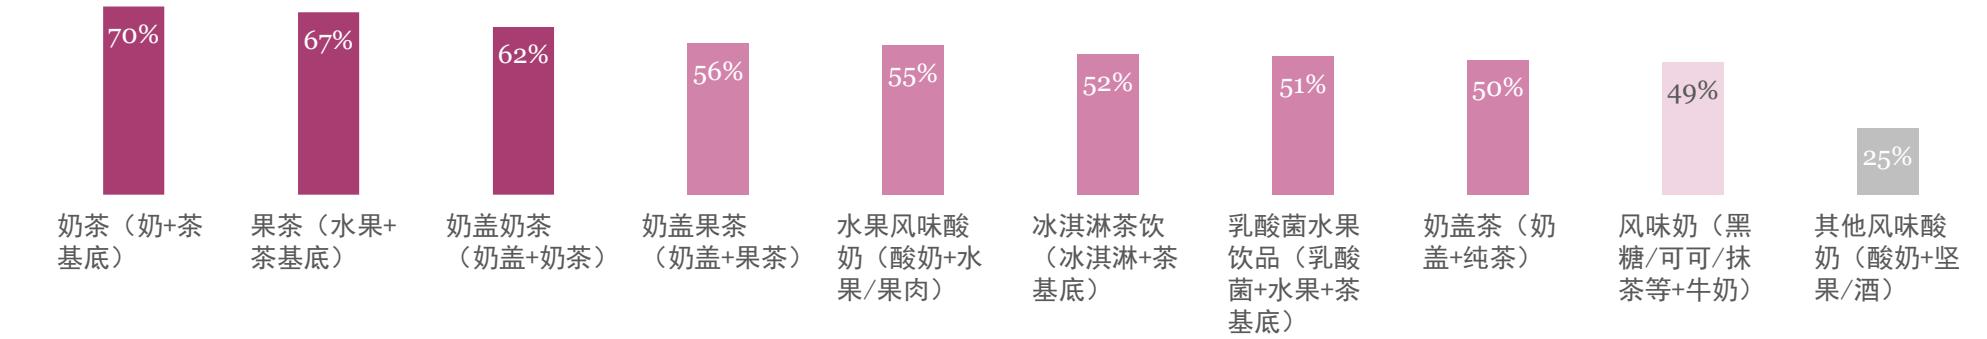 70%
67%
62%
56%
55%
52%
51%
50%
49%
25%
奶茶（奶+茶
基底）
果茶（水果+
茶基底）
奶盖奶茶
（奶盖+奶茶）
奶盖果茶
（奶盖+果茶）
水果风味酸
奶（酸奶+水
果/果肉）
冰淇淋茶饮
（冰淇淋+茶
基底）
乳酸菌水果
饮品（乳酸
菌+水果+茶
基底）
奶盖茶（奶
盖+纯茶）
风味奶（黑
糖/可可/抹
茶等+牛奶）
其他风味酸
奶（酸奶+坚
果/酒）